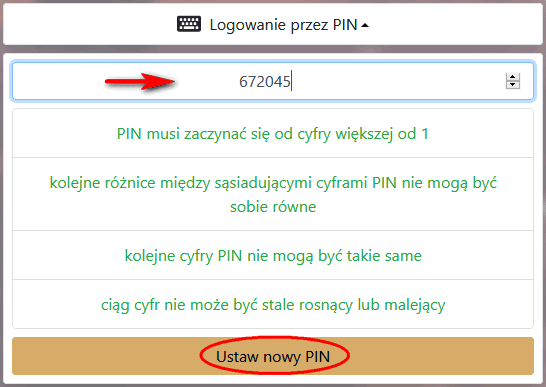 Logowanie przez PIN
672045
PIN musi zaczynać się od cyfry większej od 1
kolejne różnice między sąsiadującymi cyframi PIN nie mogą być
sobie równe
kolejne cyfry PIN nie mogą być takie same
ciąg cyfr nie może być stale rosnący lub malejący
Ustaw nowy PIN